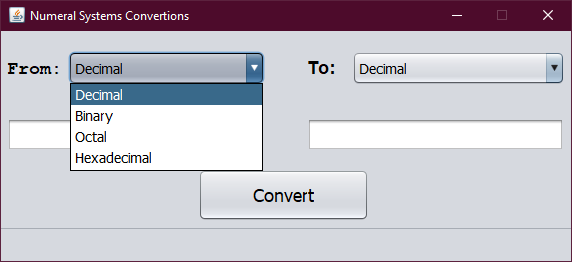 Numeral Systems Convertions
From: Decimal To: Decimal
Decimal
Binary
Octal
Hexadecimal
Convert